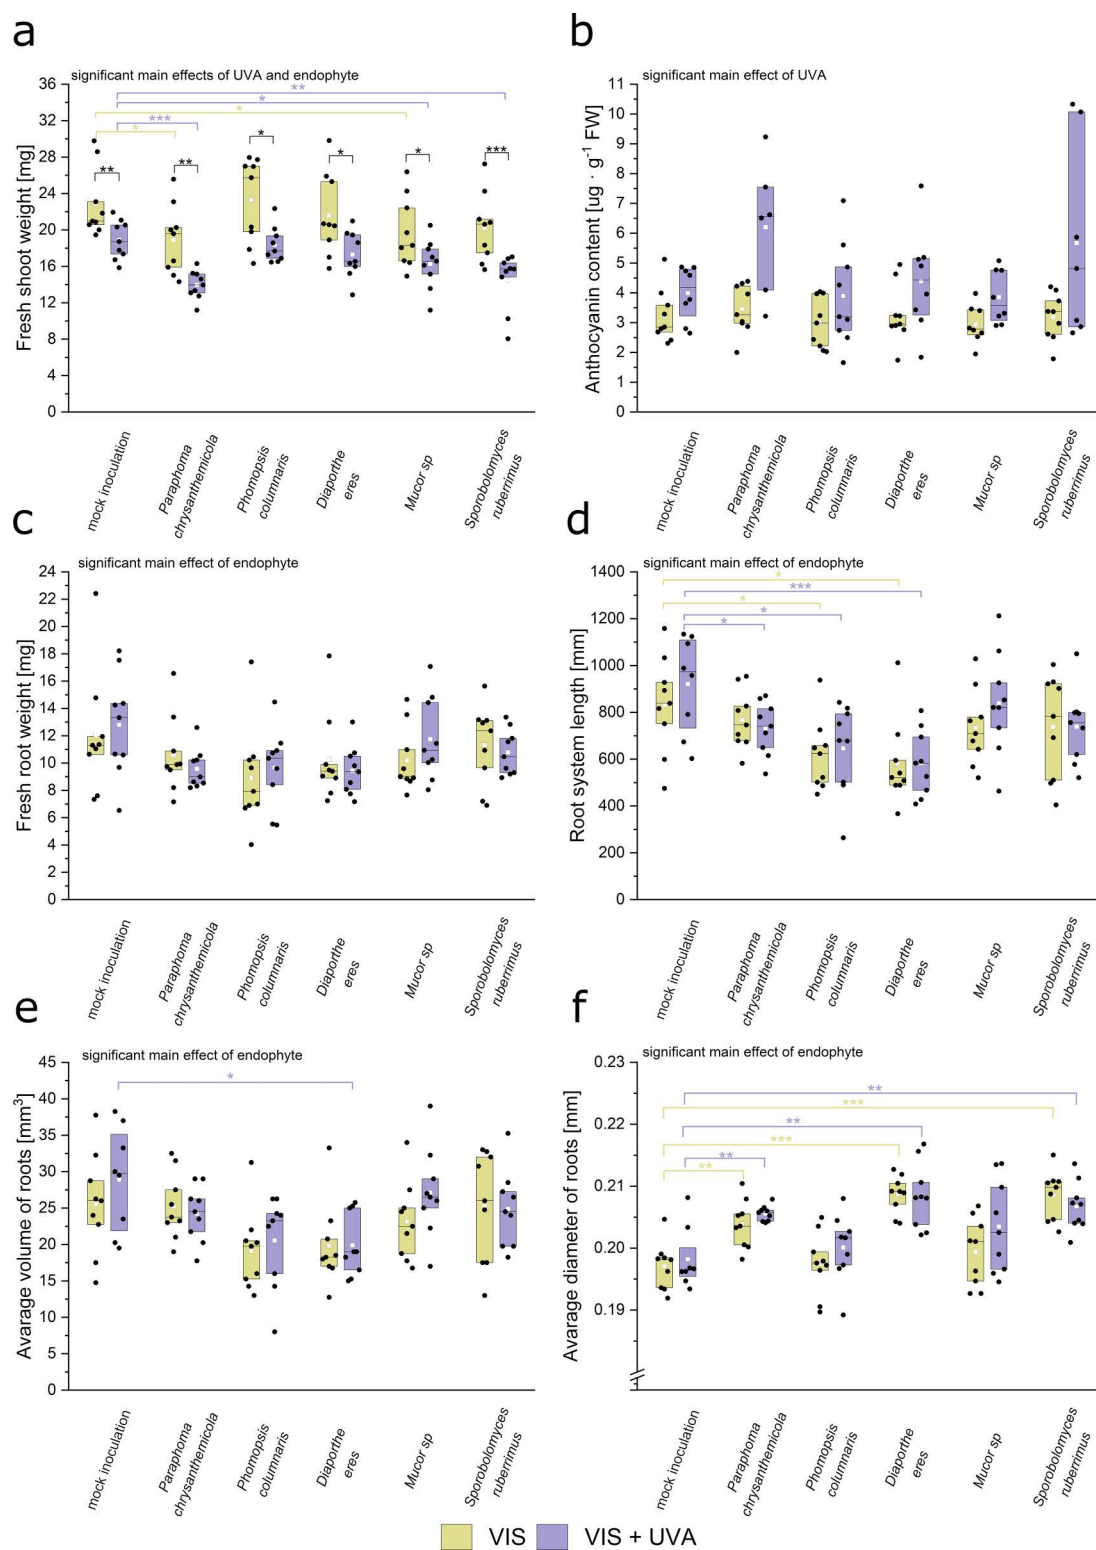 a
significant main effects of UVA and endophyte
Fresh shoot weight [mg]
36
32
28
24
20
16
12
8
4
0
**
*
*
***
*
**
**
*
*
*
***
mock inoculation
Paraphoma
chrysanthemicola
Phomopsis
columnaris
Diaporthe
eres
Mucor sp
Sporobolomyces
ruberrimus
b
significant main effect of UVA
Anthocyanin content [ug · g⁻¹ FW]
11
10
9
8
7
6
5
4
3
2
1
0
mock inoculation
Paraphoma
chrysanthemicola
Phomopsis
columnaris
Diaporthe
eres
Mucor sp
Sporobolomyces
ruberrimus
c
significant main effect of endophyte
Fresh root weight [mg]
24
22
20
18
16
14
12
10
8
6
4
2
0
mock inoculation
Paraphoma
chrysanthemicola
Phomopsis
columnaris
Diaporthe
eres
Mucor sp
Sporobolomyces
ruberrimus
d
significant main effect of endophyte
Root system length [mm]
1400
1200
1000
800
600
400
200
0
*
***
*
*
*
mock inoculation
Paraphoma
chrysanthemicola
Phomopsis
columnaris
Diaporthe
eres
Mucor sp
Sporobolomyces
ruberrimus
e
significant main effect of endophyte
Avarage volume of roots [mm³]
45
40
35
30
25
20
15
10
5
0
*
mock inoculation
Paraphoma
chrysanthemicola
Phomopsis
columnaris
Diaporthe
eres
Mucor sp
Sporobolomyces
ruberrimus
f
significant main effect of endophyte
Avarage diameter of roots [mm]
0.23
0.22
0.21
0.20
0.19
**
***
**
***
**
**
mock inoculation
Paraphoma
chrysanthemicola
Phomopsis
columnaris
Diaporthe
eres
Mucor sp
Sporobolomyces
ruberrimus
VIS
VIS + UVA